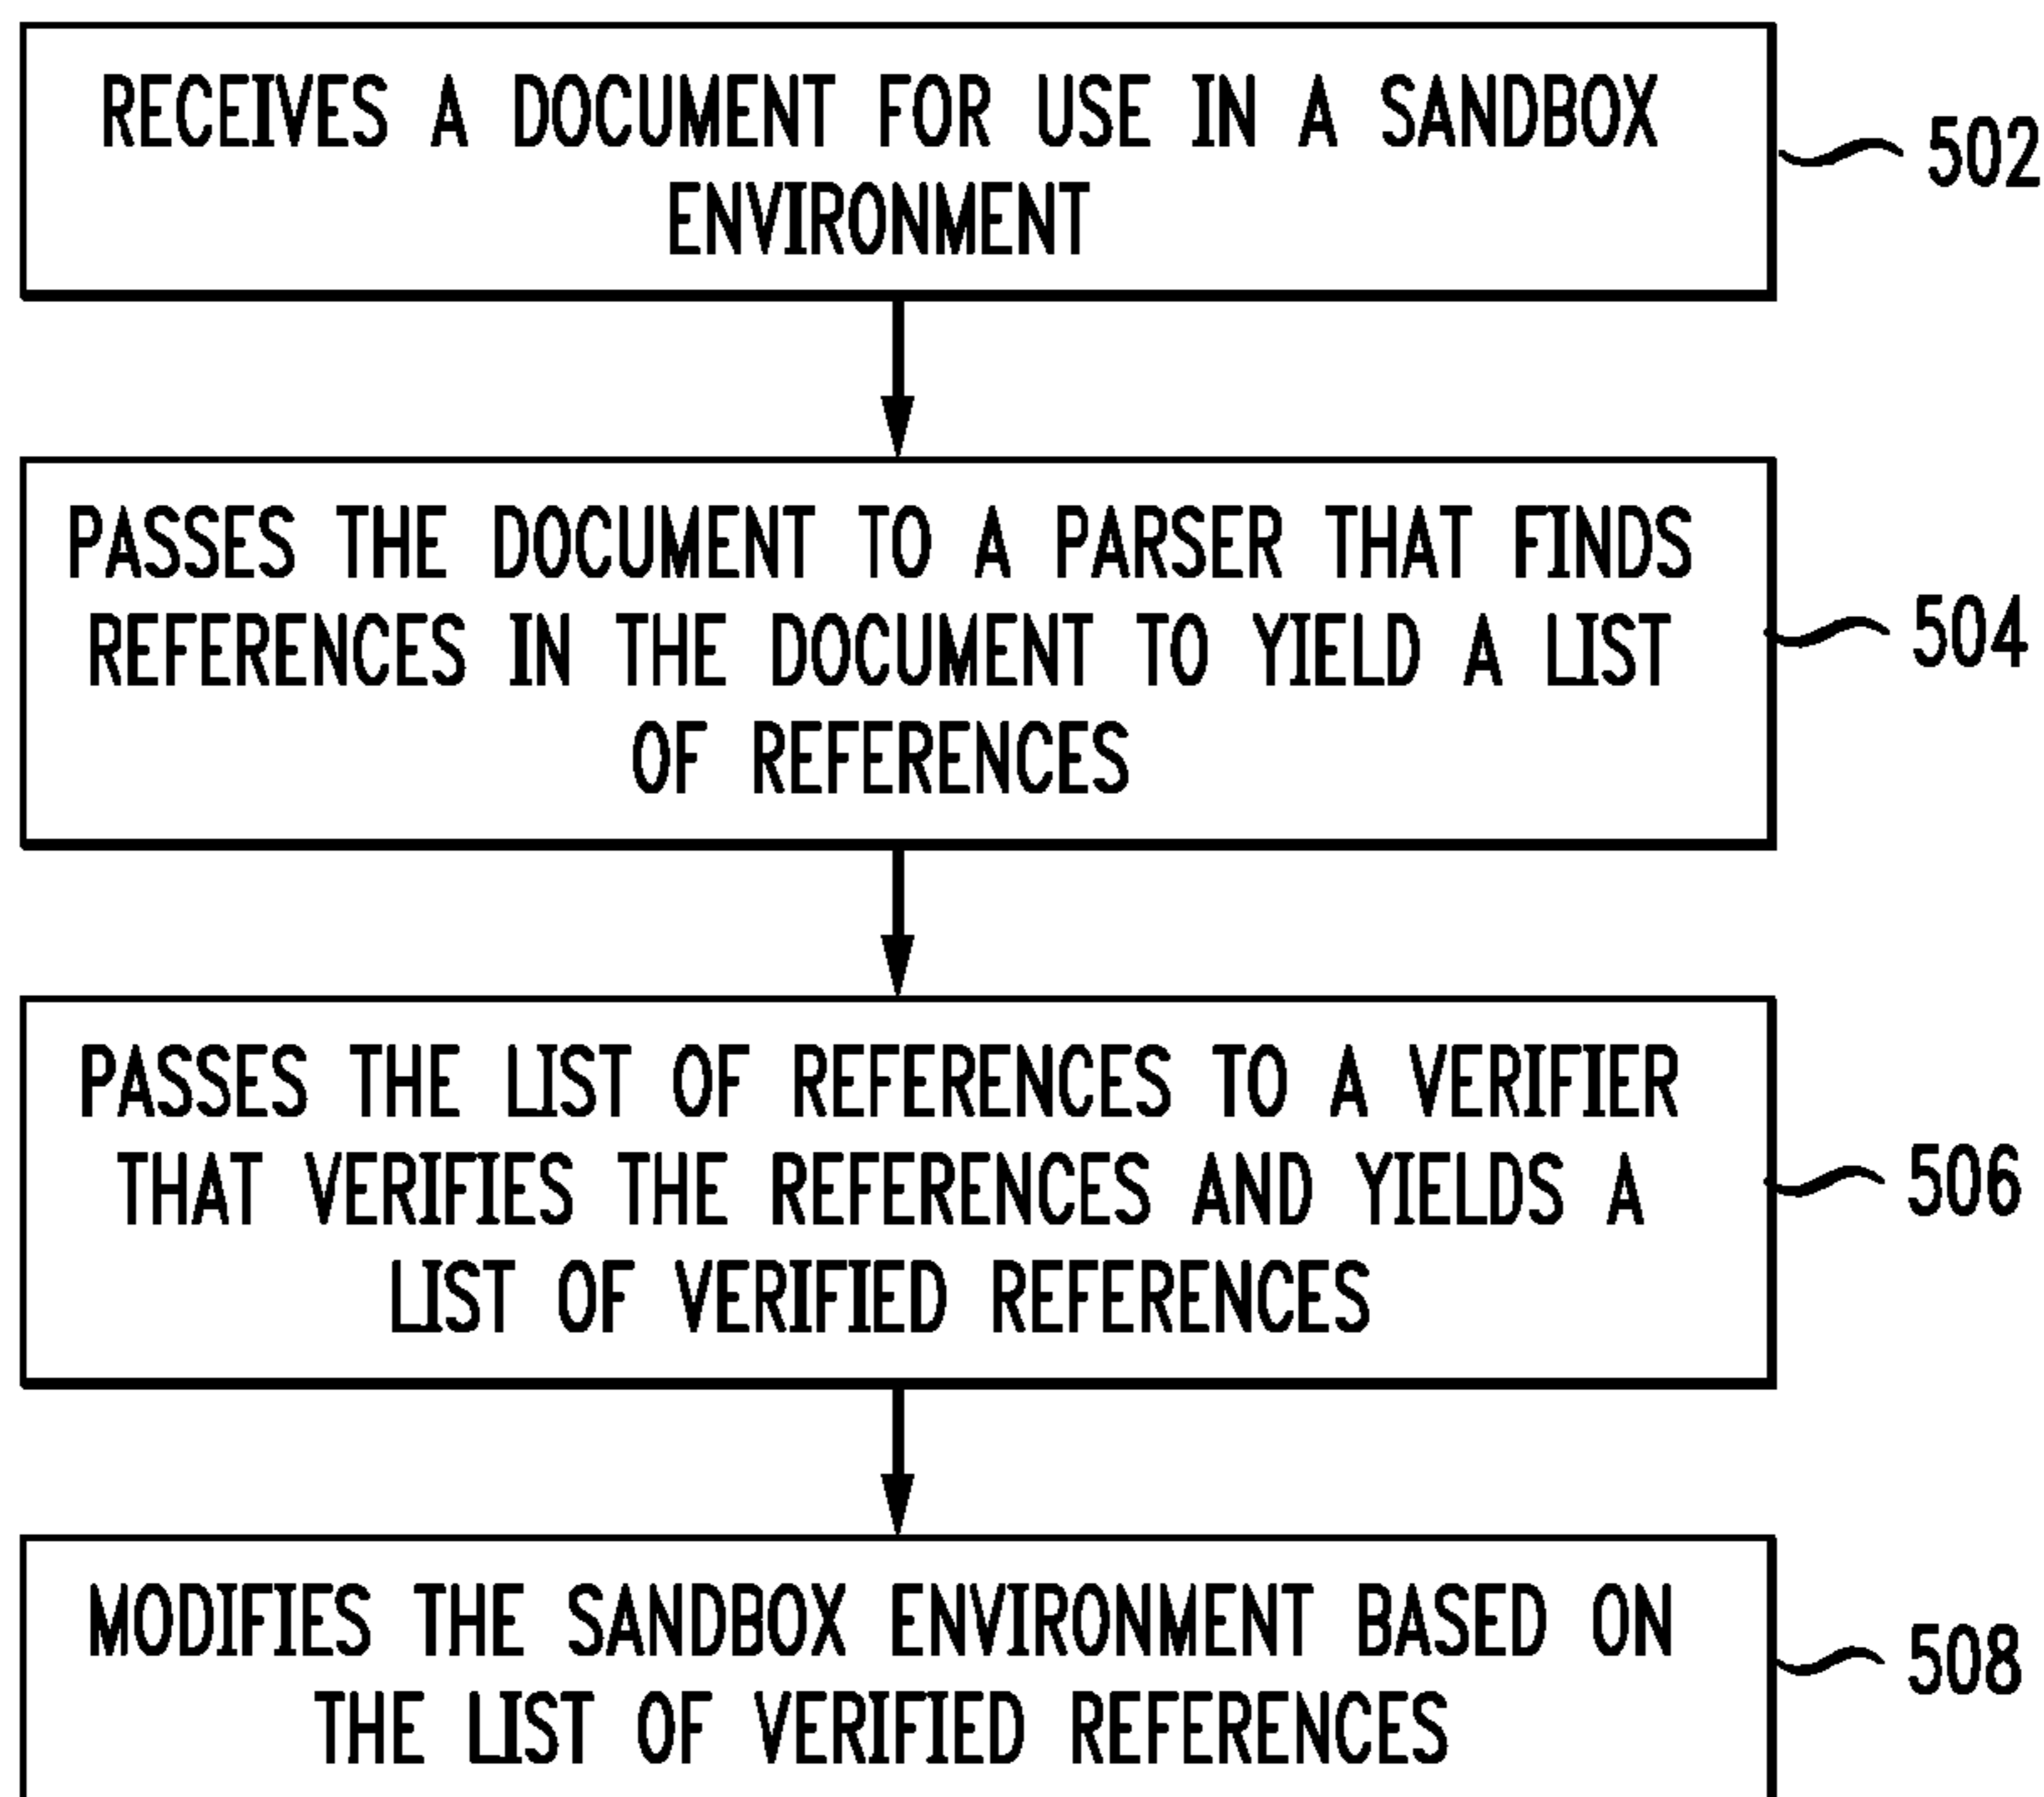 RECEIVES A DOCUMENT FOR USE IN A SANDBOX
ENVIRONMENT
502
PASSES THE DOCUMENT TO A PARSER THAT FINDS
REFERENCES IN THE DOCUMENT TO YIELD A LIST
OF REFERENCES
504
PASSES THE LIST OF REFERENCES TO A VERIFIER
THAT VERIFIES THE REFERENCES AND YIELDS A
LIST OF VERIFIED REFERENCES
506
MODIFIES THE SANDBOX ENVIRONMENT BASED ON
THE LIST OF VERIFIED REFERENCES
508